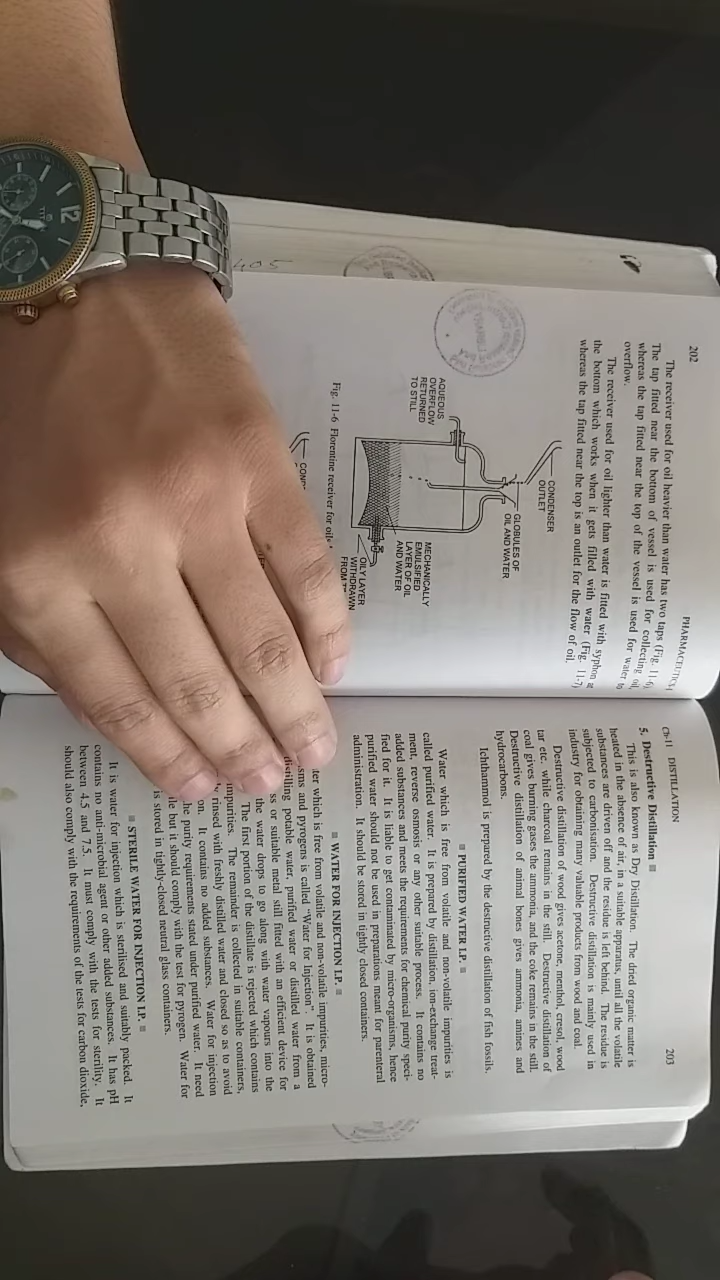 202
PHARMACEUTICS-I
The receiver used for oil heavier than water has two taps (Fig. 11-6).
The tap fitted near the bottom of vessel is used for collecting oil,
whereas the tap fitted near the top of the vessel is used for water to
overflow.
The receiver used for oil lighter than water is fitted with syphon at
the bottom which works when it gets filled with water (Fig. 11-7)
whereas the tap fitted near the top is an outlet for the flow of oil.
CONDENSER
OUTLET
GLOBULES OF
OIL AND WATER
AQUEOUS
OVERFLOW
RETURNED
TO STILL
MECHANICALLY
EMULSIFIED
LAYER OF OIL
AND WATER
OILY LAYER
WITHDRAWN
FROM
Fig. 11-6 Florentine receiver for oils
405
12
Ch-11 DISTILLATION
203
5. Destructive Distillation
This is also known as Dry Distillation. The dried organic matter is
heated in the absence of air, in a suitable apparatus, until all the volatile
substances are driven off and the residue is left behind. The residue is
subjected to carbonisation. Destructive distillation is mainly used in
industry for obtaining many valuable products from wood and coal.
Destructive distillation of wood gives acetone, menthol, cresol, wood
tar etc. while charcoal remains in the still. Destructive distillation of
coal gives burning gases the ammonia, and the coke remains in the still.
Destructive distillation of animal bones gives ammonia, amines and
hydrocarbons.
Ichthammol is prepared by the destructive distillation of fish fossils.
■ PURIFIED WATER I.P. ■
Water which is free from volatile and non-volatile impurities is
called purified water. It is prepared by distillation, ion-exchange treat-
ment, reverse osmosis or any other suitable process. It contains no
added substances and meets the requirements for chemical purity speci-
fied for it. It is liable to get contaminated by micro-organisms, hence
purified water should not be used in preparations meant for parenteral
administration. It should be stored in tightly closed containers.
■ WATER FOR INJECTION I.P. ■
ter which is free from volatile and non-volatile impurities, micro-
sms and pyrogens is called "Water for Injection". It is obtained
distilling potable water, purified water or distilled water from a
ss or suitable metal still fitted with an efficient device for
the water drops to go along with water vapours into the
The first portion of the distillate is rejected which contains
impurities. The remainder is collected in suitable containers,
rinsed with freshly distilled water and closed so as to avoid
on. It contains no added substances. Water for injection
he purity requirements stated under purified water. It need
le but it should comply with the test for pyrogen. Water for
is stored in tightly-closed neutral glass containers.
■ STERILE WATER FOR INJECTION I.P. ■
It is water for injection which is sterilised and suitably packed. It
contains no anti-microbial agent or other added substances. It has pH
between 4.5 and 7.5. It must comply with the tests for sterility. It
should also comply with the requirements of the tests for carbon dioxide,